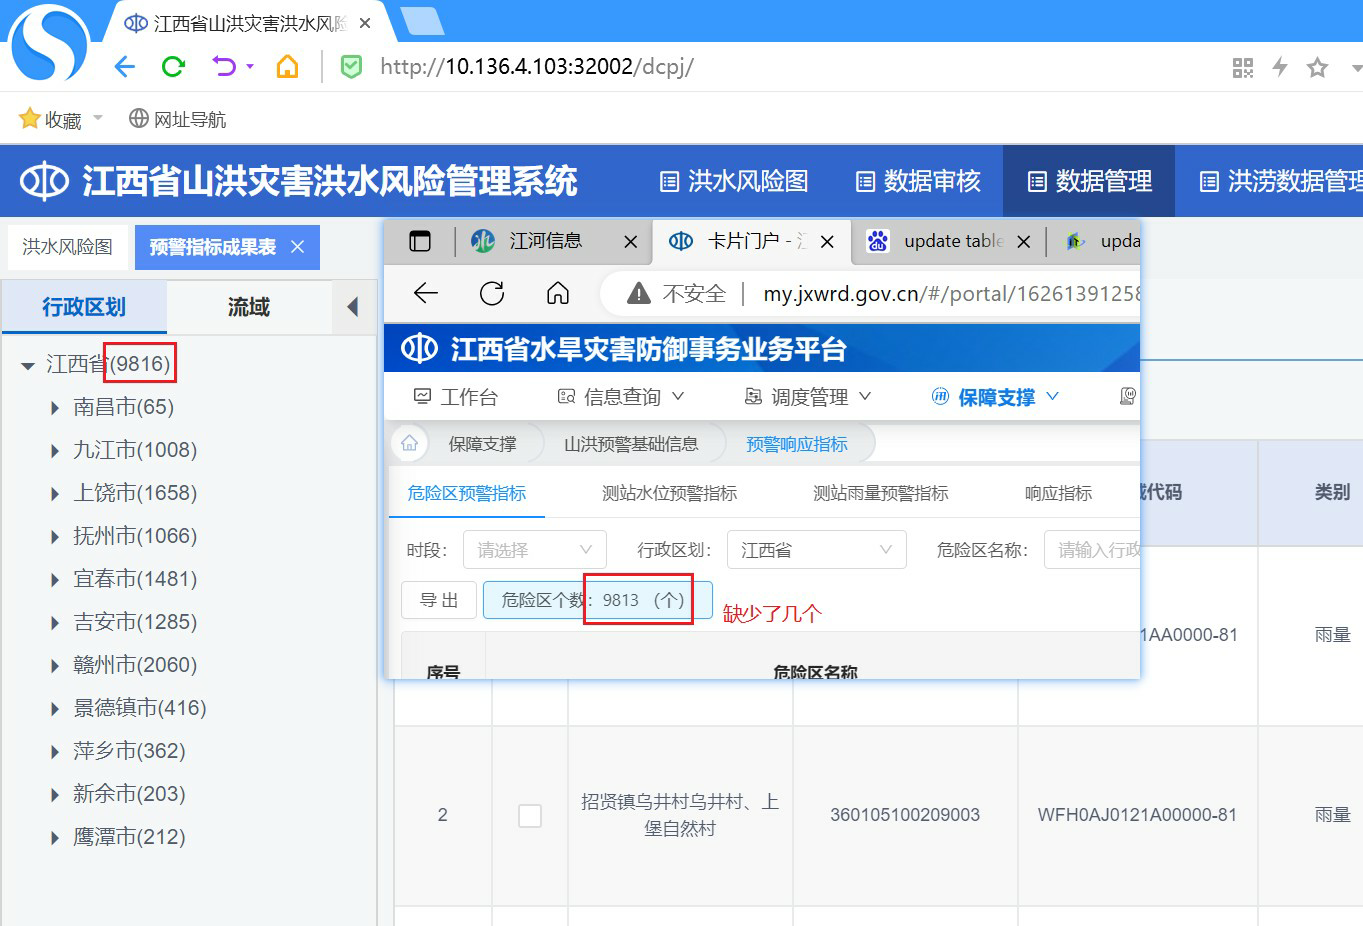 江西省山洪灾害洪水风险
http://10.136.4.103:32002/dcpj/
收藏
网址导航
江西省山洪灾害洪水风险管理系统
洪水风险图
数据审核
数据管理
洪涝数据管理
洪水风险图
预警指标成果表
行政区划
流域
江西省(9816)
南昌市(65)
九江市(1008)
上饶市(1658)
抚州市(1066)
宜春市(1481)
吉安市(1285)
赣州市(2060)
景德镇市(416)
萍乡市(362)
新余市(203)
鹰潭市(212)
江河信息
卡片门户 - 
update table
upda
不安全
my.jxwrd.gov.cn/#/portal/16261391258
江西省水旱灾害防御事务业务平台
工作台
信息查询
调度管理
保障支撑
保障支撑
山洪预警基础信息
预警响应指标
危险区预警指标
测站水位预警指标
测站雨量预警指标
响应指标
时段：
请选择
行政区划：
江西省
危险区名称：
请输入行政
导 出
危险区个数：9813 （个）
缺少了几个
序号
危险区名称
代码
类别
1AA0000-81
雨量
2
招贤镇乌井村乌井村、上
堡自然村
360105100209003
WFH0AJ0121A00000-81
雨量